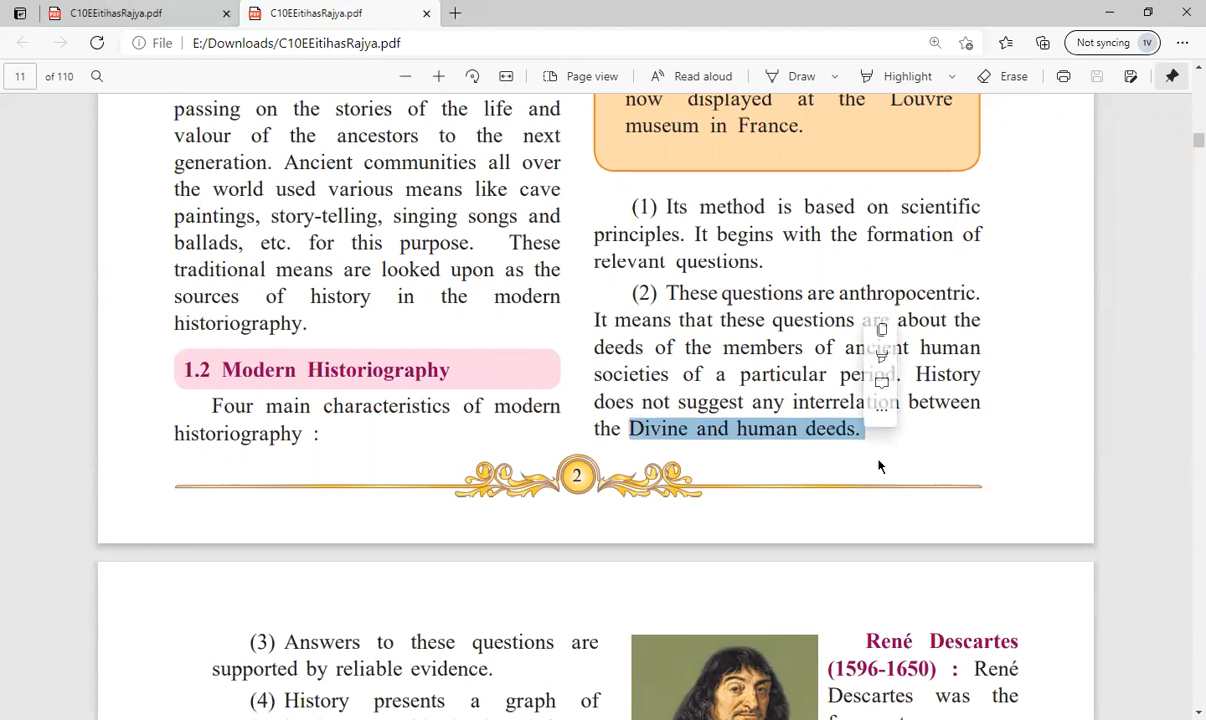 C10EEitihasRajya.pdf
C10EEitihasRajya.pdf
File
E:/Downloads/C10EEitihasRajya.pdf
Not syncing
1V
11
of 110
Page view
Read aloud
Draw
Highlight
Erase
passing on the stories of the life and
valour of the ancestors to the next
generation. Ancient communities all over
the world used various means like cave
paintings, story-telling, singing songs and
ballads, etc. for this purpose. These
traditional means are looked upon as the
sources of history in the modern
historiography.
1.2 Modern Historiography
Four main characteristics of modern
historiography :
now displayed at the Louvre
museum in France.
(1) Its method is based on scientific
principles. It begins with the formation of
relevant questions.
(2) These questions are anthropocentric.
It means that these questions are about the
deeds of the members of ancient human
societies of a particular period. History
does not suggest any interrelation between
the Divine and human deeds.
2
(3) Answers to these questions are
supported by reliable evidence.
(4) History presents a graph of
René Descartes
(1596-1650) : René
Descartes was the